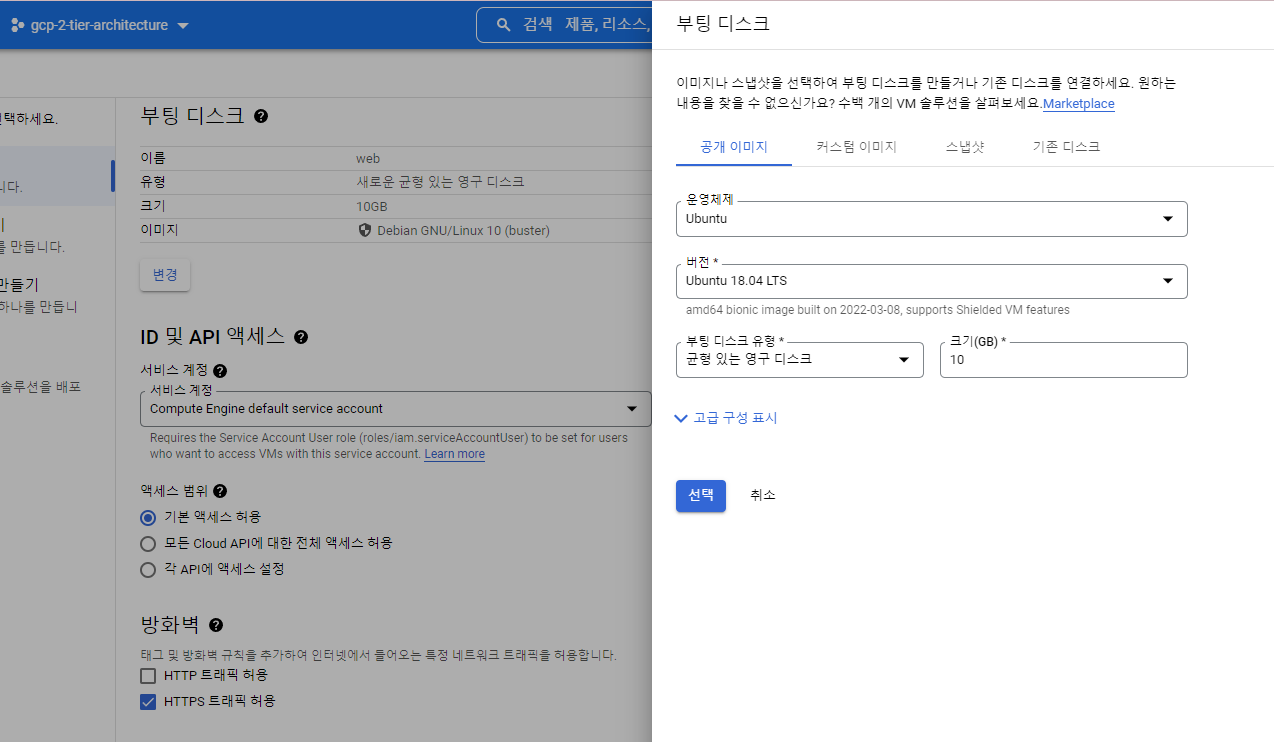 gcp-2-tier-architecture
검색 제품, 리소스,
택하세요.
니다.
기
를 만듭니다.
만들기
하나를 만듭니
솔루션을 배포
부팅 디스크
이름 web
유형 새로운 균형 있는 영구 디스크
크기 10GB
이미지 Debian GNU/Linux 10 (buster)
변경
ID 및 API 액세스
서비스 계정
서비스 계정
Compute Engine default service account
Requires the Service Account User role (roles/iam.serviceAccountUser) to be set for users
who want to access VMs with this service account. Learn more
액세스 범위
기본 액세스 허용
모든 Cloud API에 대한 전체 액세스 허용
각 API에 액세스 설정
방화벽
태그 및 방화벽 규칙을 추가하여 인터넷에서 들어오는 특정 네트워크 트래픽을 허용합니다.
HTTP 트래픽 허용
HTTPS 트래픽 허용
부팅 디스크
이미지나 스냅샷을 선택하여 부팅 디스크를 만들거나 기존 디스크를 연결하세요. 원하는
내용을 찾을 수 없으신가요? 수백 개의 VM 솔루션을 살펴보세요.Marketplace
공개 이미지 커스텀 이미지 스냅샷 기존 디스크
운영체제
Ubuntu
버전 *
Ubuntu 18.04 LTS
amd64 bionic image built on 2022-03-08, supports Shielded VM features
부팅 디스크 유형 * 크기(GB) *
균형 있는 영구 디스크 10
고급 구성 표시
선택 취소